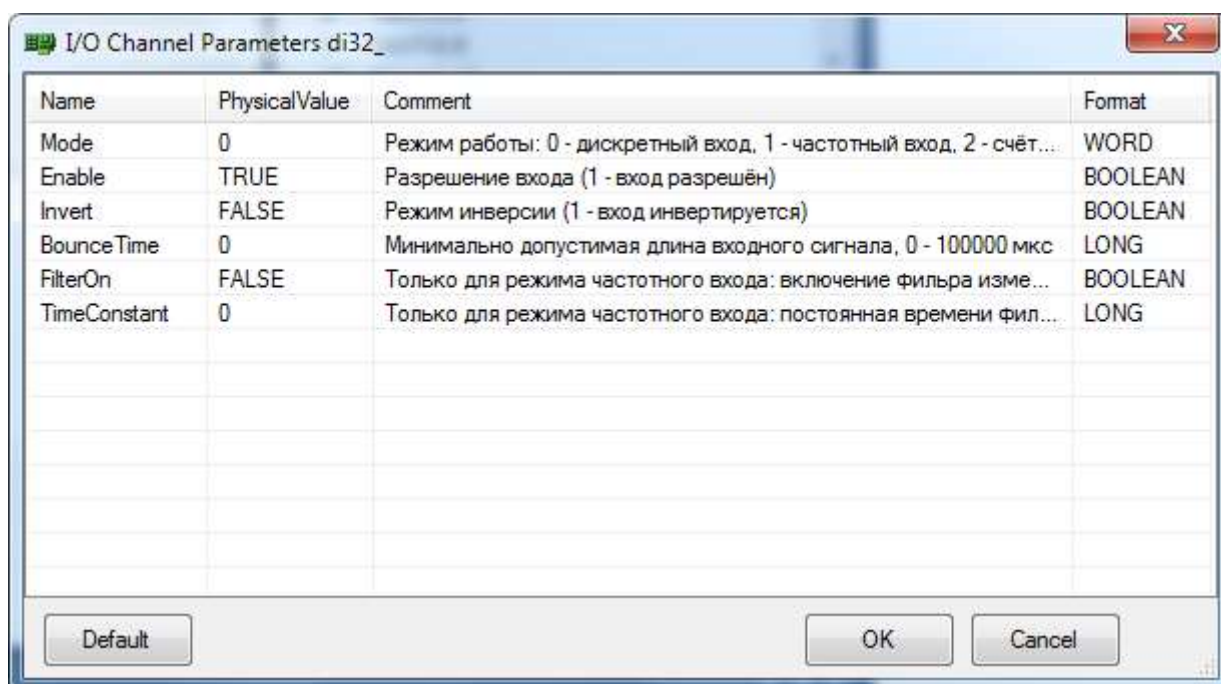 I/O Channel Parameters di32_
Name PhysicalValue Comment Format
Mode 0 Режим работы: 0 - дискретный вход, 1 - частотный вход, 2 - счёт... WORD
Enable TRUE Разрешение входа (1 - вход разрешён) BOOLEAN
Invert FALSE Режим инверсии (1 - вход инвертируется) BOOLEAN
BounceTime 0 Минимально допустимая длина входного сигнала, 0 - 100000 мкс LONG
FilterOn FALSE Только для режима частотного входа: включение фильра изме... BOOLEAN
TimeConstant 0 Только для режима частотного входа: постоянная времени фил... LONG
Default OK Cancel